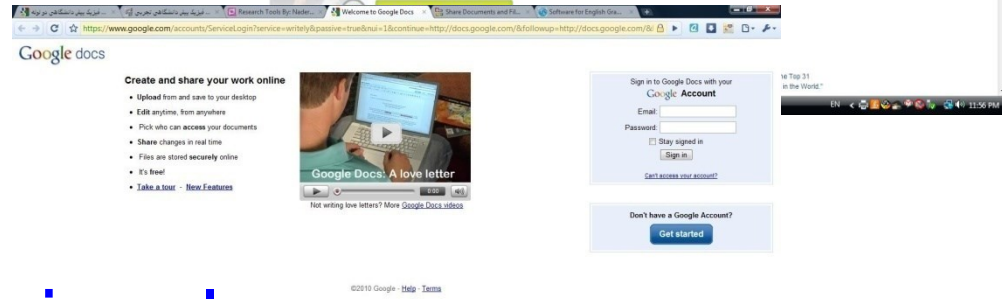 Research Tools By: Nader...
Welcome to Google Docs
Share Documents and Fil...
Software for English Gra...
https://www.google.com/accounts/ServiceLogin?service=writely&passive=true&nui=1&continue=http://docs.google.com/&followup=http://docs.google.com/&
Google docs
Create and share your work online
Upload from and save to your desktop
Edit anytime, from anywhere
Pick who can access your documents
Share changes in real time
Files are stored securely online
It's free!
Take a tour - New Features
Google Docs: A love letter
0:00
Not writing love letters? More Google Docs videos
Sign in to Google Docs with your
Google Account
Email:
Password:
Stay signed in
Sign in
Can't access your account?
Don't have a Google Account?
Get started
©2010 Google - Help - Terms
Top 31
in the World."
EN
11:56 PM